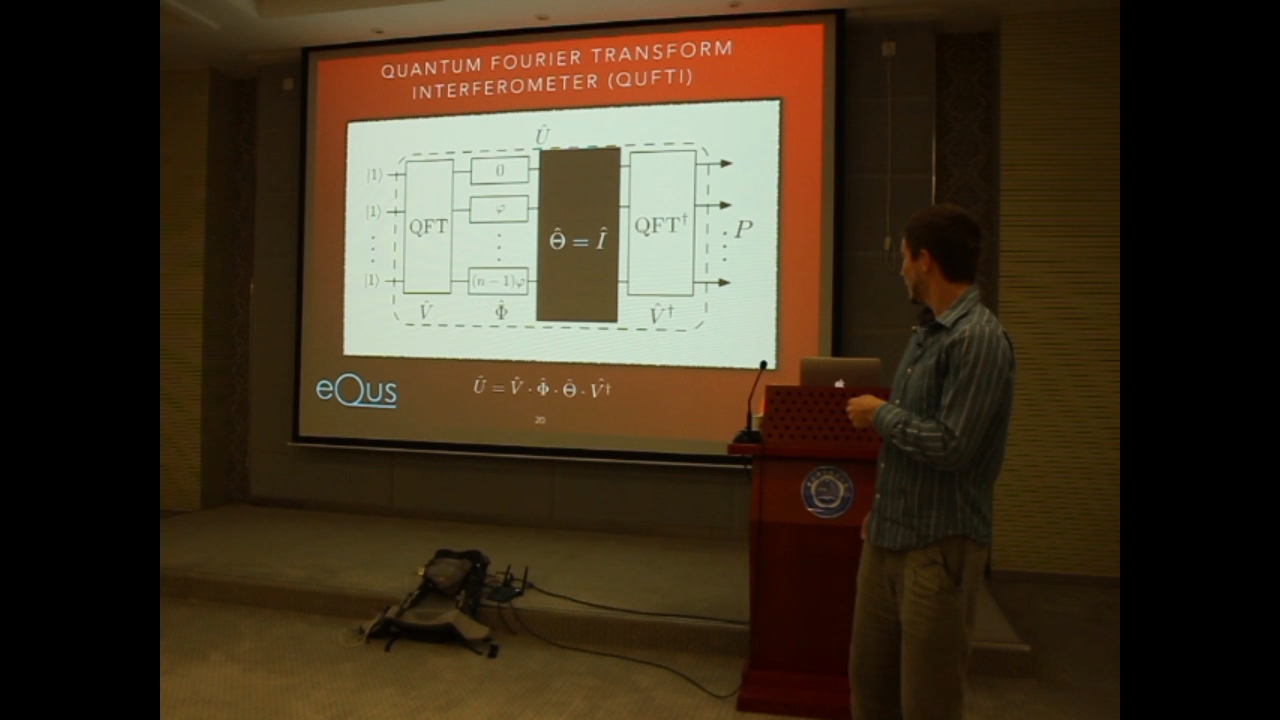 QUANTUM FOURIER TRANSFORM
INTERFEROMETER (QUFTI)
Û
|1⟩ 0
|1⟩ φ
QFT Θ̂ = Î QFT† P
|1⟩ (n − 1)φ
V̂ Φ̂ V̂†
eQus
Û = V̂ · Φ̂ · Θ̂ · V̂†
20